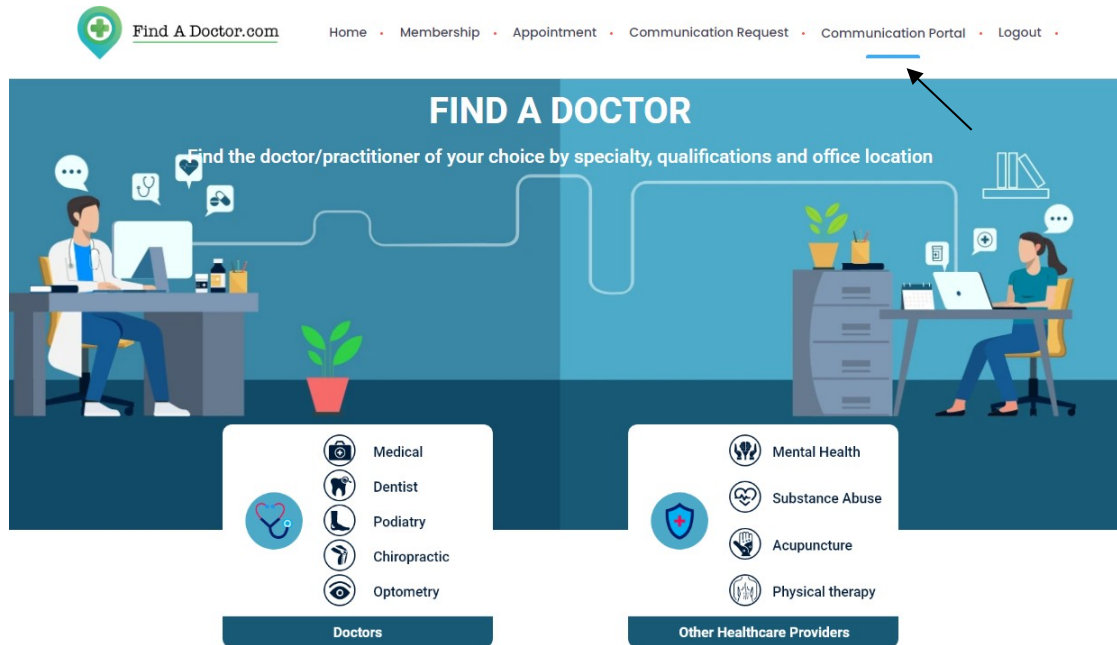 Find A Doctor.com
Home • Membership • Appointment • Communication Request • Communication Portal • Logout •
FIND A DOCTOR
Find the doctor/practitioner of your choice by specialty, qualifications and office location
Medical
Dentist
Podiatry
Chiropractic
Optometry
Doctors
Mental Health
Substance Abuse
Acupuncture
Physical therapy
Other Healthcare Providers